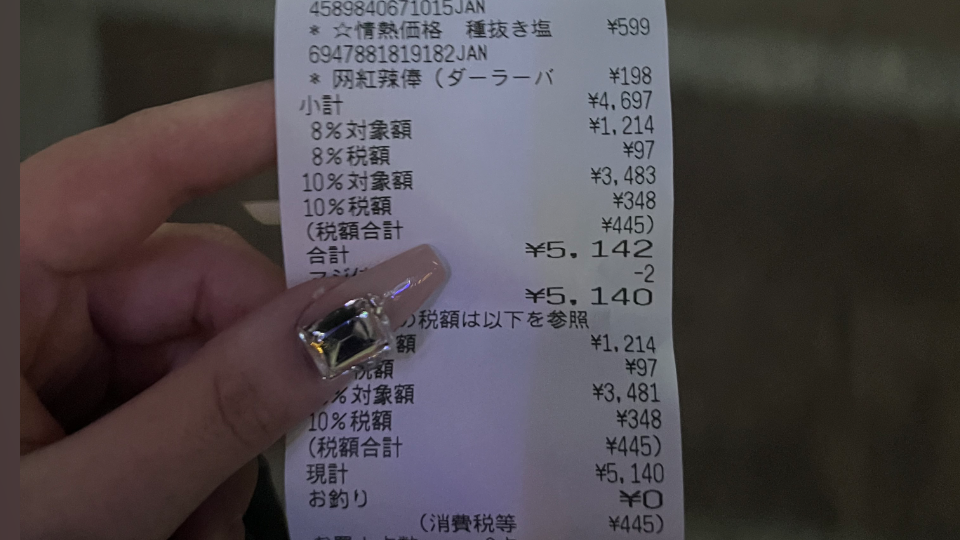 4589840671015JAN
* ☆情熱価格 種抜き塩 ¥599
6947881819182JAN
* 网紅辣俸(ダーラーバ ¥198
小計 ¥4,697
8%対象額 ¥1,214
8%税額 ¥97
10%対象額 ¥3,483
10%税額 ¥348
(税額合計 ¥445)
合計 ¥5,142
-2
¥5,140
の税額は以下を参照
額 ¥1,214
税額 ¥97
%対象額 ¥3,481
10%税額 ¥348
(税額合計 ¥445)
現計 ¥5,140
お釣り ¥0
(消費税等 ¥445)